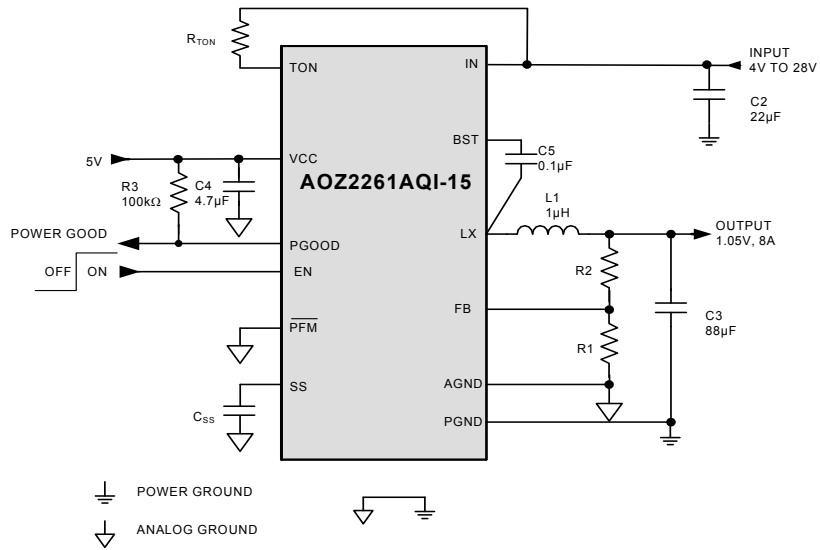 R_TON
TON
IN
INPUT
4V TO 28V
C2
22µF
BST
C5
0.1µF
5V
VCC
AOZ2261AQI-15
R3
100kΩ
C4
4.7µF
L1
1µH
LX
OUTPUT
1.05V, 8A
POWER GOOD
PGOOD
OFF ON
EN
R2
FB
C3
88µF
PFM
R1
SS
AGND
C_SS
PGND
POWER GROUND
ANALOG GROUND